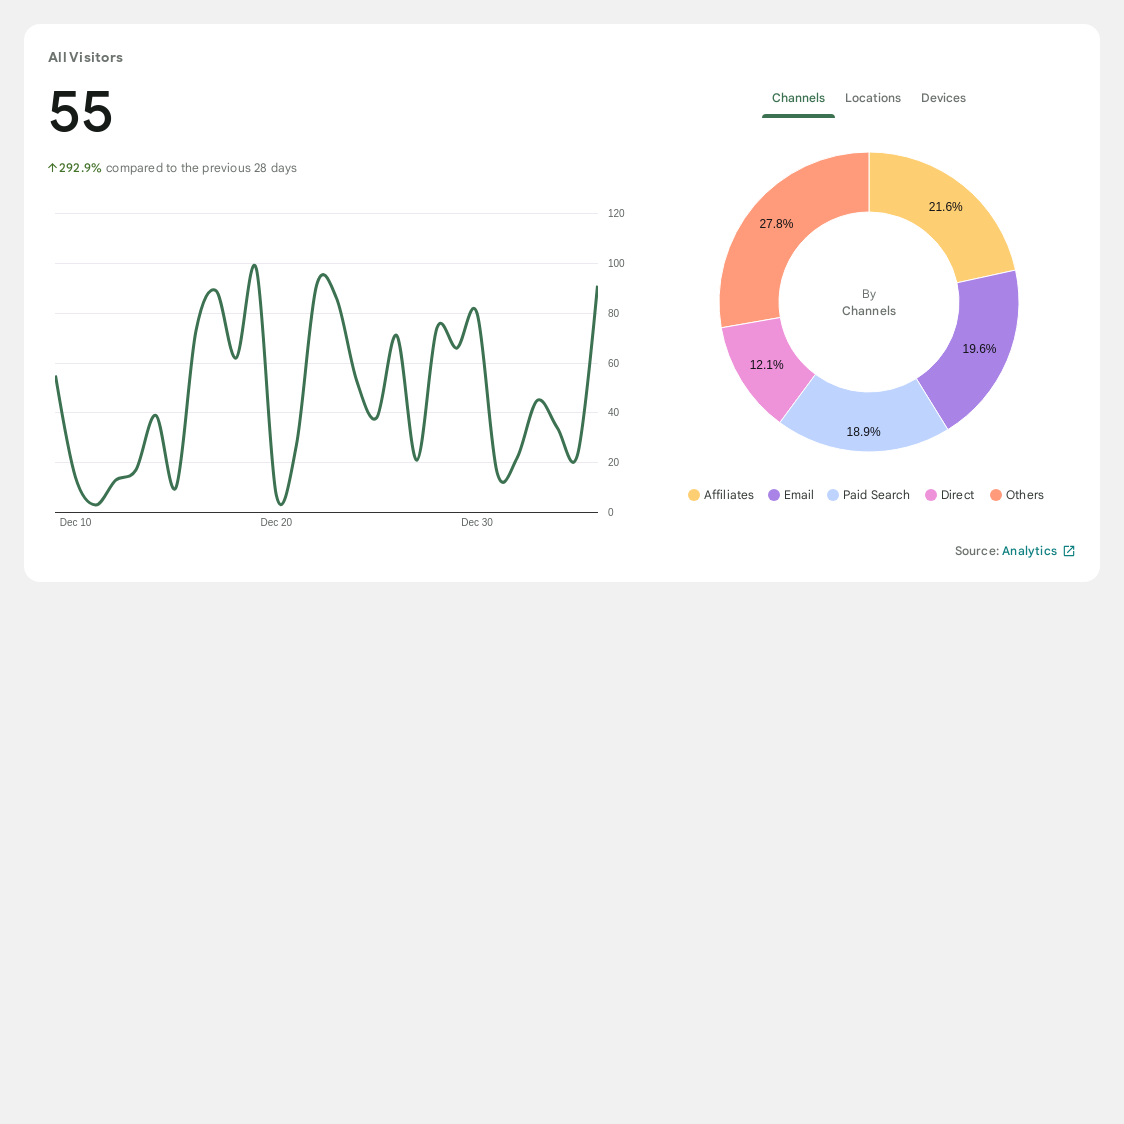 All Visitors
55
292.9% compared to the previous 28 days
120
100
80
60
40
20
0
Dec 10 Dec 20 Dec 30
Channels Locations Devices
21.6%
27.8%
19.6%
12.1%
18.9%
By
Channels
Affiliates Email Paid Search Direct Others
Source: Analytics